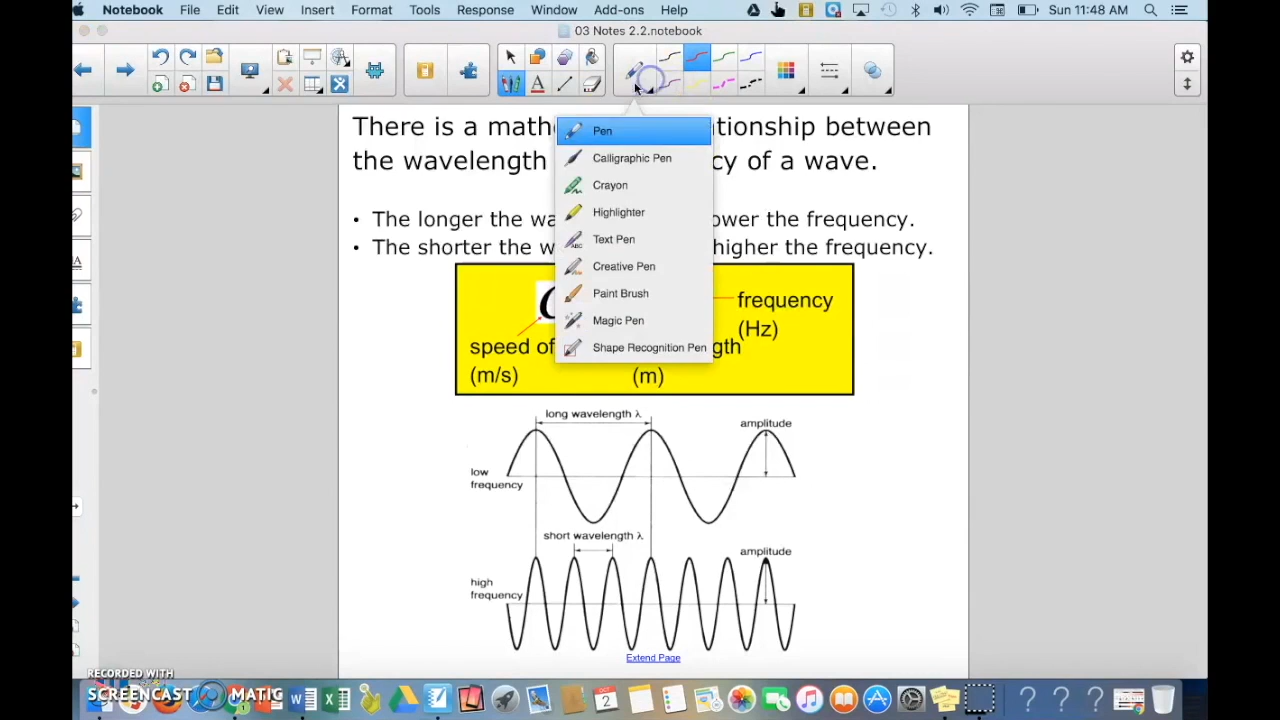 Notebook File Edit View Insert Format Tools Response Window Add-ons Help Sun 11:48 AM
03 Notes 2.2.notebook
There is a math tionship between
the wavelength cy of a wave.
• The longer the wa ower the frequency.
• The shorter the w higher the frequency.
Pen
Calligraphic Pen
Crayon
Highlighter
Text Pen
Creative Pen
Paint Brush
Magic Pen
Shape Recognition Pen
C
frequency
(Hz)
speed of gth
(m/s) (m)
long wavelength λ
amplitude
low
frequency
short wavelength λ
amplitude
high
frequency
Extend Page
RECORDED WITH
SCREENCAST MATIC